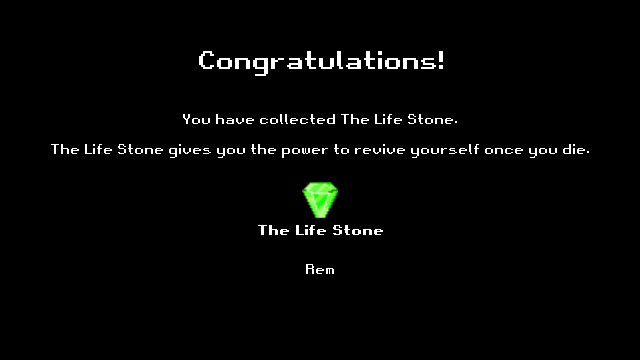 Congratulations!
You have collected The Life Stone.
The Life Stone gives you the power to revive yourself once you die.
The Life Stone
Rem